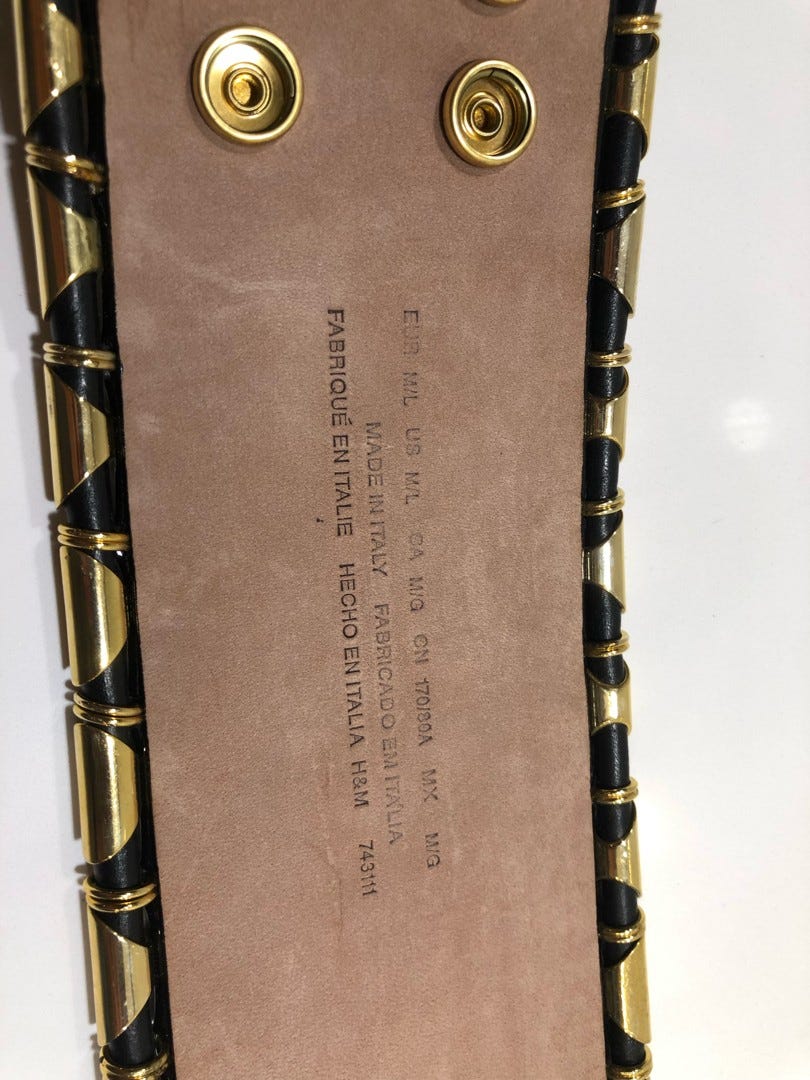 EUR M/L US M/L CA M/G CN 170/80A MX M/G
MADE IN ITALY FABRICADO EM ITALIA
FABRIQUÉ EN ITALIE HECHO EN ITALIA H&M 743111